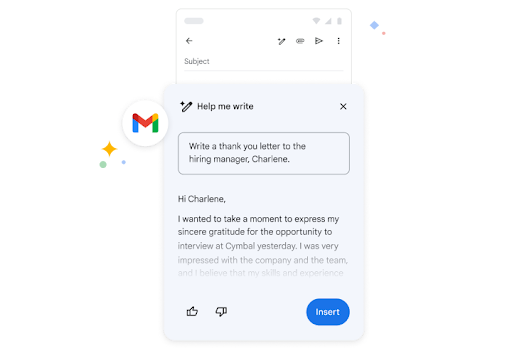 Subject
Help me write
Write a thank you letter to the
hiring manager, Charlene.
Hi Charlene,
I wanted to take a moment to express my
sincere gratitude for the opportunity to
interview at Cymbal yesterday. I was very
impressed with the company and the team,
and I believe that my skills and experience
Insert